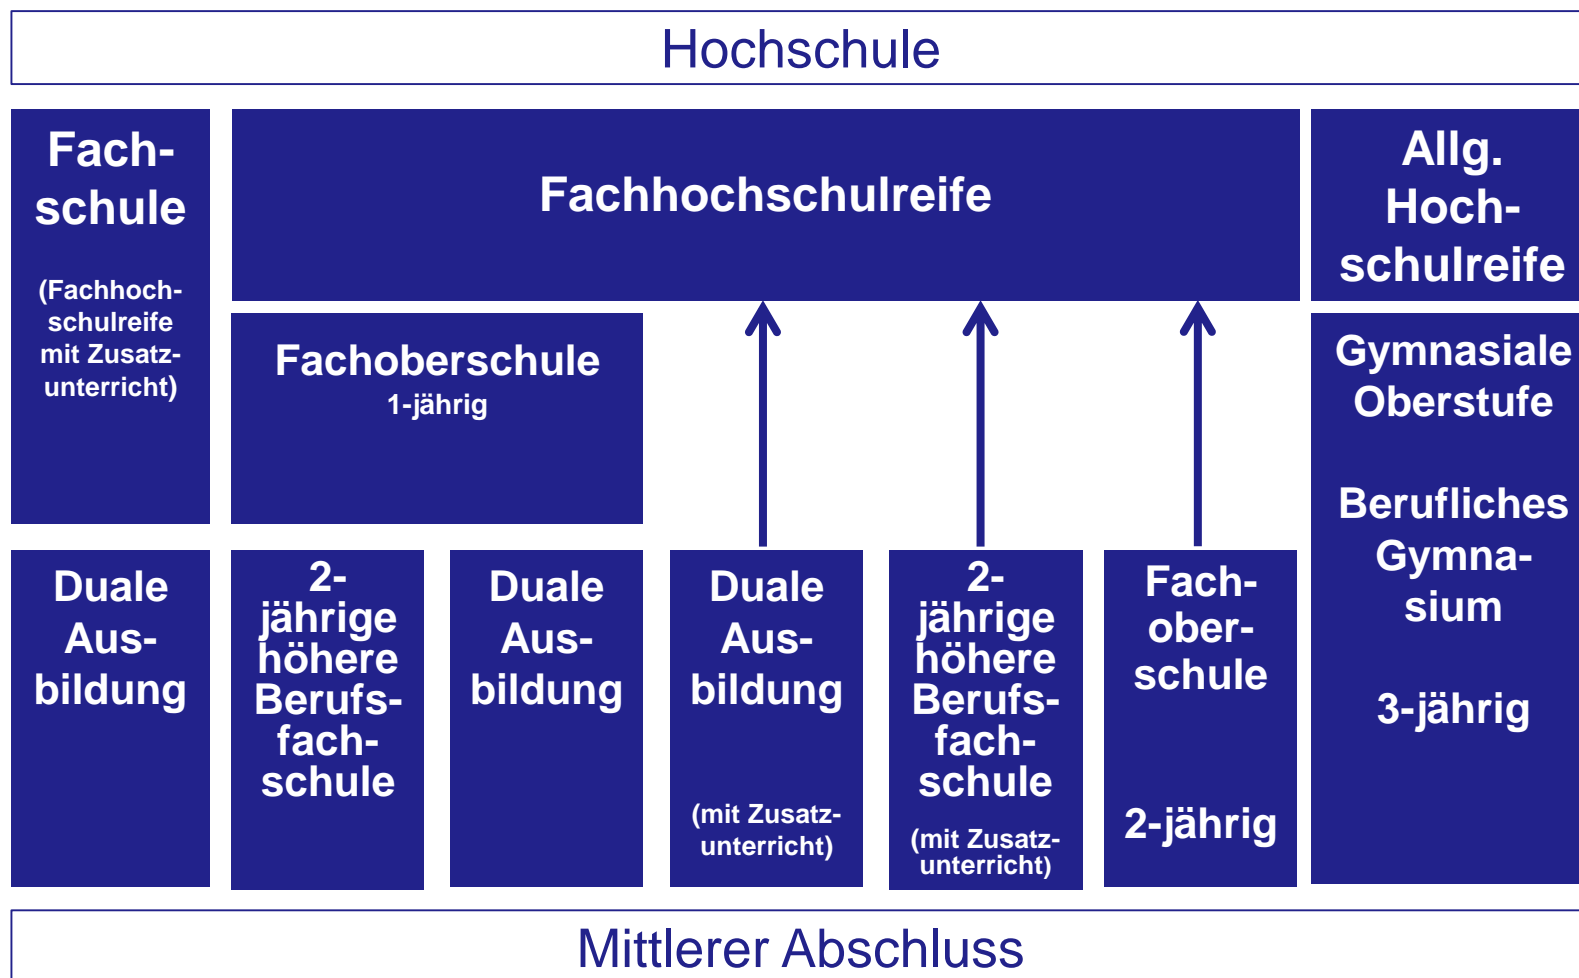 Hochschule
Fach-
schule
(Fachhoch-
schulreife
mit Zusatz-
unterricht)
Fachhochschulreife
Allg.
Hoch-
schulreife
Fachoberschule
1-jährig
Gymnasiale
Oberstufe
Berufliches
Gymna-
sium
3-jährig
Duale
Aus-
bildung
2-
jährige
höhere
Berufs-
fach-
schule
Duale
Aus-
bildung
Duale
Aus-
bildung
(mit Zusatz-
unterricht)
2-
jährige
höhere
Berufs-
fach-
schule
(mit Zusatz-
unterricht)
Fach-
ober-
schule
2-jährig
Mittlerer Abschluss